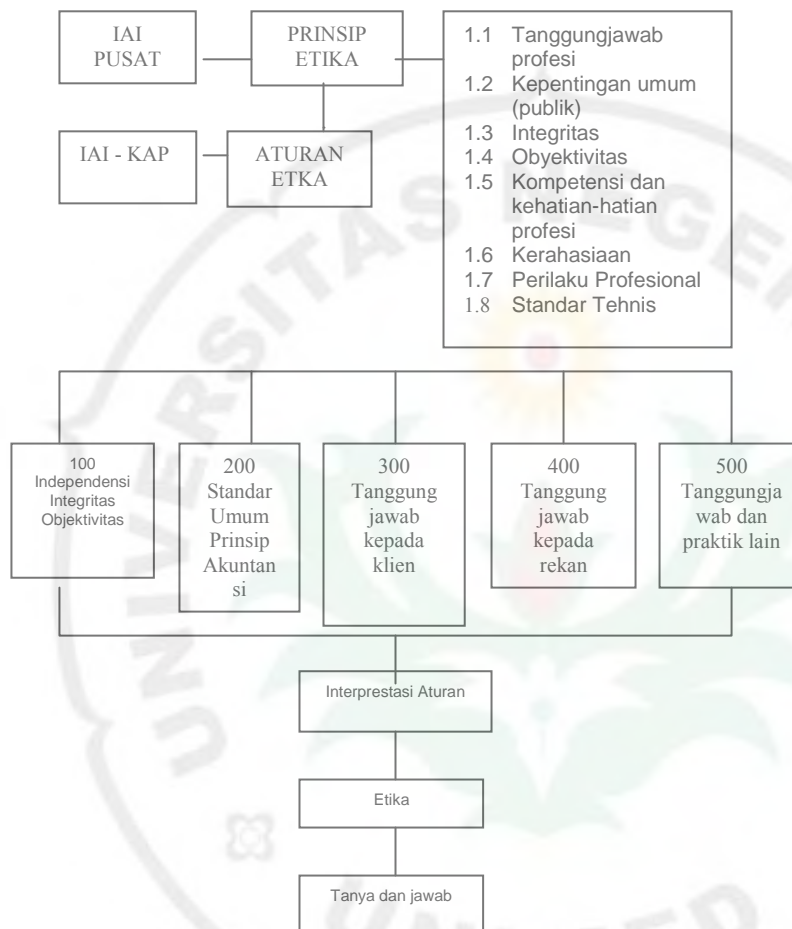 IAI
PUSAT
PRINSIP
ETIKA
1.1 Tanggungjawab
profesi
1.2 Kepentingan umum
(publik)
1.3 Integritas
1.4 Obyektivitas
1.5 Kompetensi dan
kehatian-hatian
profesi
1.6 Kerahasiaan
1.7 Perilaku Profesional
1.8 Standar Tehnis
IAI - KAP
ATURAN
ETKA
100
Independensi
Integritas
Objektivitas
200
Standar
Umum
Prinsip
Akuntan
si
300
Tanggung
jawab
kepada
klien
400
Tanggung
jawab
kepada
rekan
500
Tanggungja
wab dan
praktik lain
Interprestasi Aturan
Etika
Tanya dan jawab
UNIVERSITAS NEGER
UNIMED